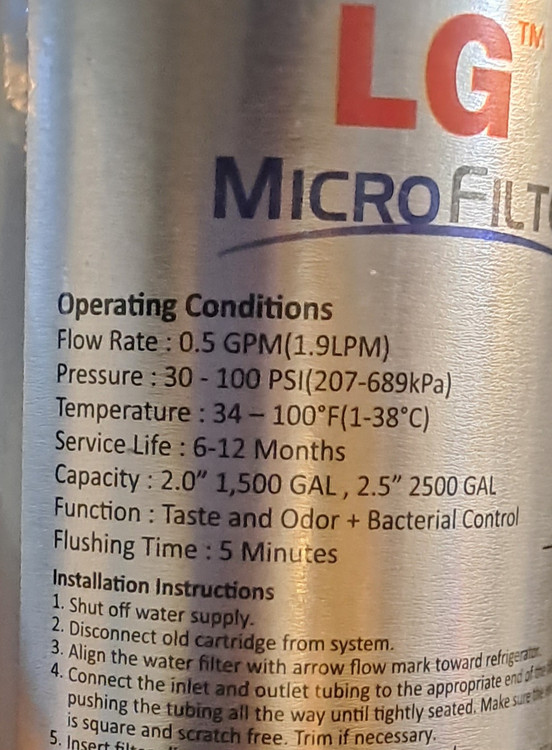 LG™
MICROFILT
Operating Conditions
Flow Rate : 0.5 GPM(1.9LPM)
Pressure : 30 - 100 PSI(207-689kPa)
Temperature : 34 – 100°F(1-38°C)
Service Life : 6-12 Months
Capacity : 2.0” 1,500 GAL , 2.5” 2500 GAL
Function : Taste and Odor + Bacterial Control
Flushing Time : 5 Minutes
Installation Instructions
1. Shut off water supply.
2. Disconnect old cartridge from system.
3. Align the water filter with arrow flow mark toward refrigerator.
4. Connect the inlet and outlet tubing to the appropriate end of the
pushing the tubing all the way until tightly seated. Make sure the
is square and scratch free. Trim if necessary.
5. Insert